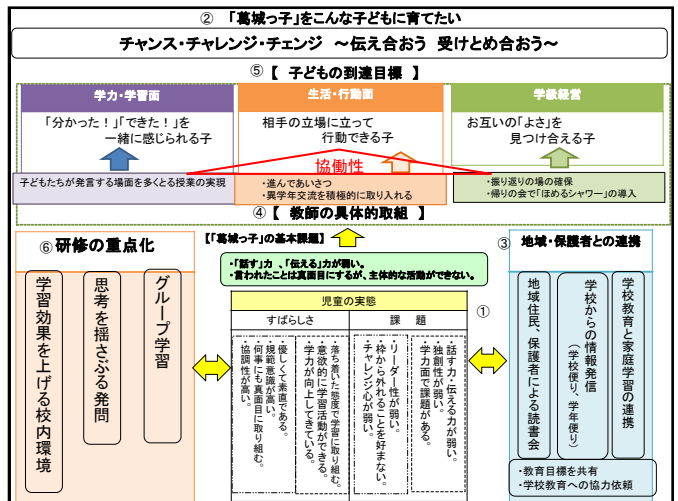 ② 「葛城っ子」をこんな子どもに育てたい
チャンス・チャレンジ・チェンジ ～伝え合おう 受けとめ合おう～
⑤【 子どもの到達目標 】
学力・学習面
「分かった！」「できた！」を
一緒に感じられる子
子どもたちが発言する場面を多くとる授業の実現
生活・行動面
相手の立場に立って
行動できる子
協働性
・進んであいさつ
・異学年交流を積極的に取り入れる
学級経営
お互いの「よさ」を
見つけ合える子
・振り返りの場の確保
・帰りの会で「ほめるシャワー」の導入
④【 教師の具体的取組 】
⑥研修の重点化
グループ学習
思考を揺さぶる発問
学習効果を上げる校内環境
【「葛城っ子」の基本課題】
・「話す」力 、「伝える」力が弱い。
・言われたことは真面目にするが、主体的な活動ができない。
児童の実態
①
すばらしさ
落ち着いた態度で学習に取り組む。
意欲的に学習活動ができる。
学力が向上してきている。
・優しくて素直である。
・規範意識が高い。
・何事にも真面目に取り組む。
・協調性が高い。
課 題
・話す力・伝える力が弱い。
・独創性が弱い。
・学力面で課題がある。
・リーダー性が弱い。
・枠から外れることを好まない。
・チャレンジ心が弱い。
③ 地域・保護者との連携
学校教育と家庭学習の連携
学校からの情報発信
（学校便り、学年便り）
地域住民、保護者による読書会
・教育目標を共有
・学校教育への協力依頼